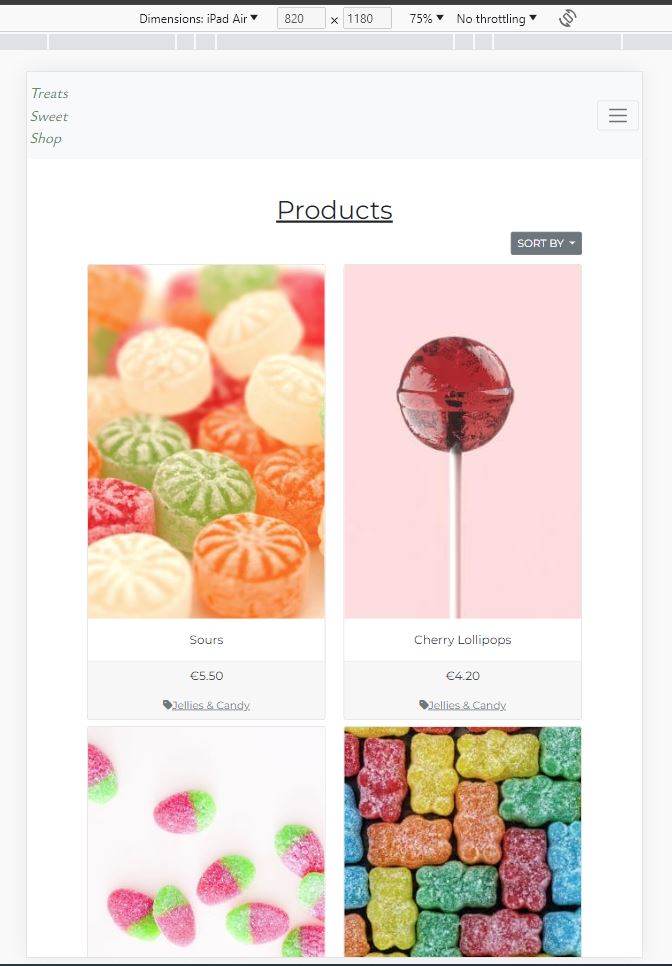 Dimensions: iPad Air ▼ 820 x 1180 75% ▼ No throttling ▼
Treats
Sweet
Shop
Products
SORT BY
Sours
Cherry Lollipops
€5.50
€4.20
Jellies & Candy
Jellies & Candy